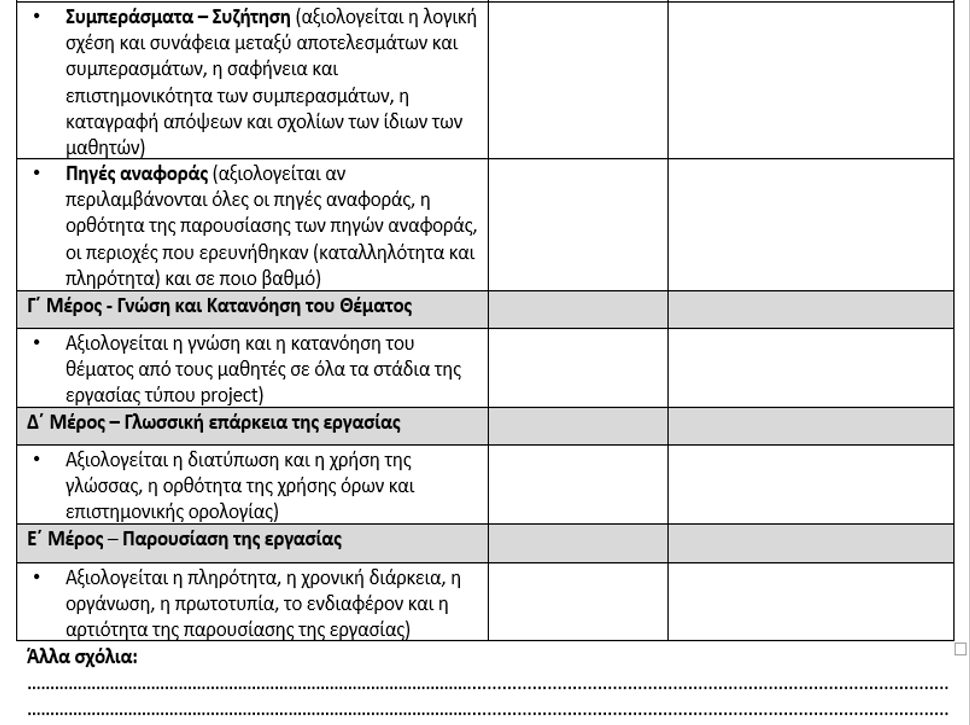 • Συμπεράσματα – Συζήτηση (αξιολογείται η λογική
σχέση και συνάφεια μεταξύ αποτελεσμάτων και
συμπερασμάτων, η σαφήνεια και
επιστημονικότητα των συμπερασμάτων, η
καταγραφή απόψεων και σχολίων των ίδιων των
μαθητών)
• Πηγές αναφοράς (αξιολογείται αν
περιλαμβάνονται όλες οι πηγές αναφοράς, η
ορθότητα της παρουσίασης των πηγών αναφοράς,
οι περιοχές που ερευνήθηκαν (καταλληλότητα και
πληρότητα) και σε ποιο βαθμό)
Γ΄ Μέρος - Γνώση και Κατανόηση του Θέματος
• Αξιολογείται η γνώση και η κατανόηση του
θέματος από τους μαθητές σε όλα τα στάδια της
εργασίας τύπου project)
Δ΄ Μέρος – Γλωσσική επάρκεια της εργασίας
• Αξιολογείται η διατύπωση και η χρήση της
γλώσσας, η ορθότητα της χρήσης όρων και
επιστημονικής ορολογίας)
Ε΄ Μέρος – Παρουσίαση της εργασίας
• Αξιολογείται η πληρότητα, η χρονική διάρκεια, η
οργάνωση, η πρωτοτυπία, το ενδιαφέρον και η
αρτιότητα της παρουσίασης της εργασίας)
Άλλα σχόλια: